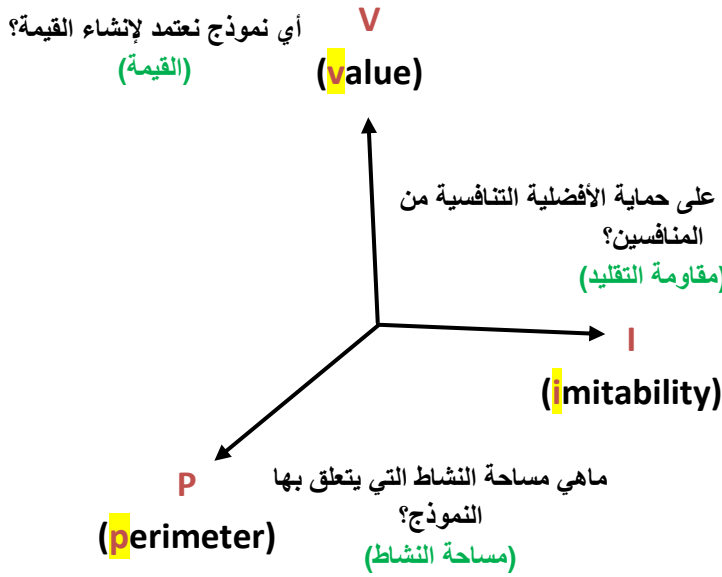 V
أي نموذج نعتمد لإنشاء القيمة؟
(القيمة)
(value)
على حماية الأفضلية التنافسية من
المنافسين؟
(مقاومة التقليد)
I
(imitability)
P
(perimeter)
ماهي مساحة النشاط التي يتعلق بها
النموذج؟
(مساحة النشاط)